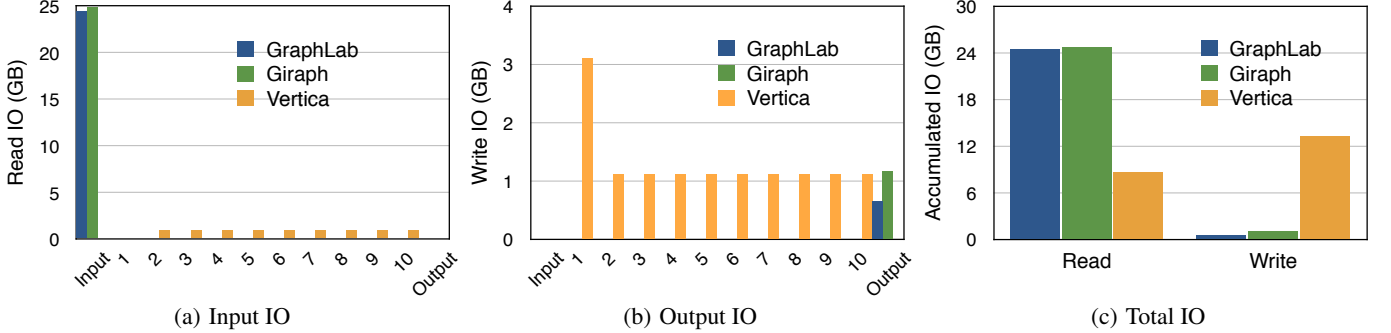 Read IO (GB)
25
20
15
10
5
0
GraphLab
Giraph
Vertica
Input
1
2
3
4
5
6
7
8
9
10
Output
(a) Input IO
Write IO (GB)
4
3
2
1
0
GraphLab
Giraph
Vertica
Input
1
2
3
4
5
6
7
8
9
10
Output
(b) Output IO
Accumulated IO (GB)
30
24
18
12
6
0
GraphLab
Giraph
Vertica
Read
Write
(c) Total IO